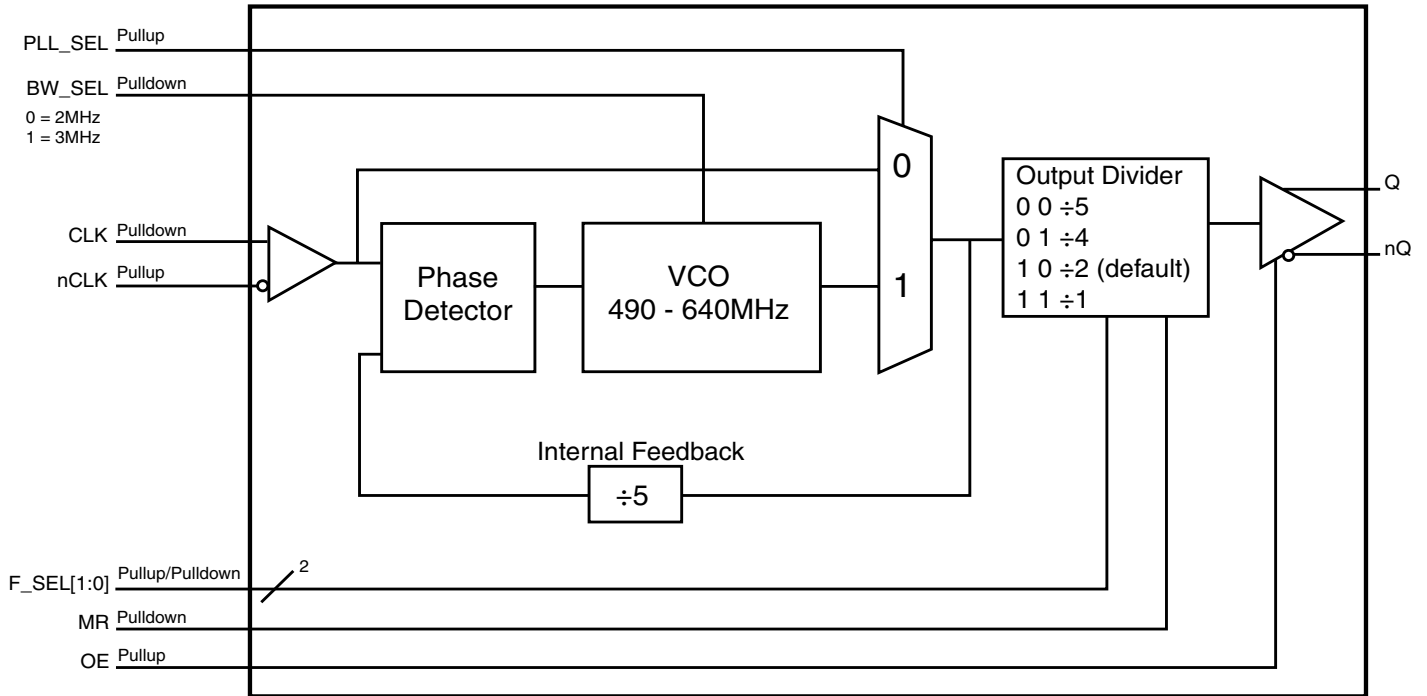 PLL_SEL Pullup
BW_SEL Pulldown
0 = 2MHz
1 = 3MHz
CLK Pulldown
nCLK Pullup
Phase
Detector
VCO
490 - 640MHz
0
1
Output Divider
0 0 ÷5
0 1 ÷4
1 0 ÷2 (default)
1 1 ÷1
Q
nQ
Internal Feedback
÷5
F_SEL[1:0] Pullup/Pulldown
2
MR Pulldown
OE Pullup